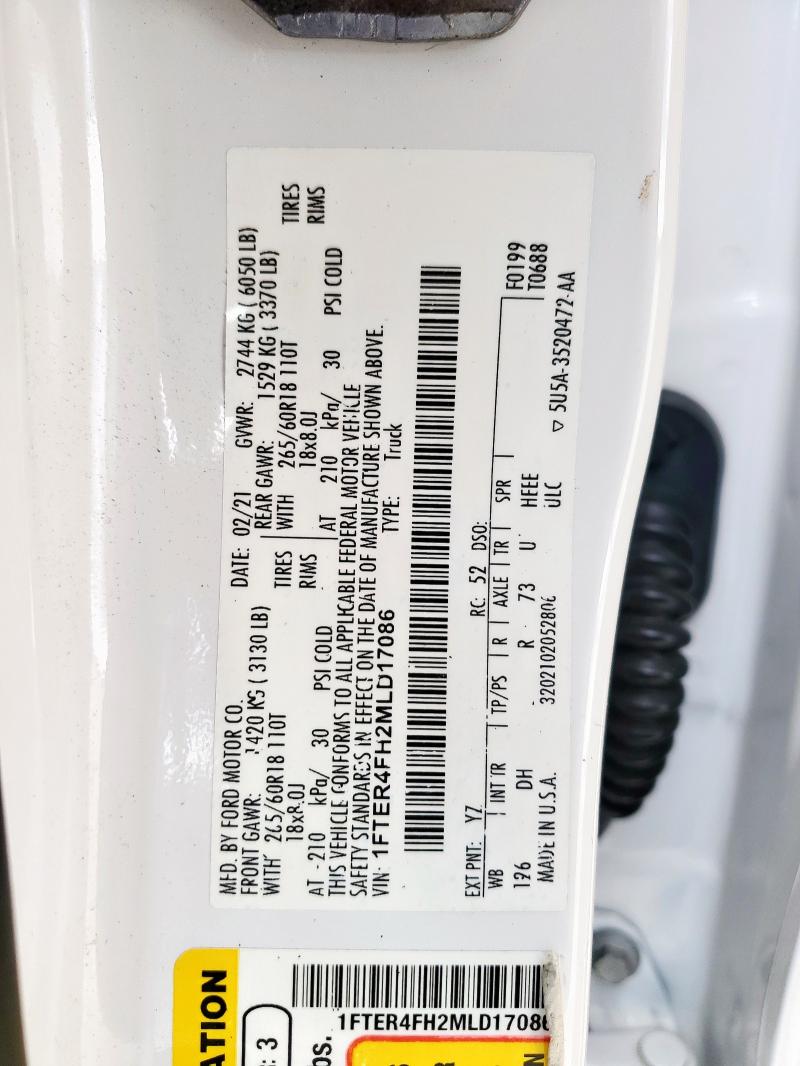 MFD. BY FORD MOTOR CO.
DATE: 02/21 GVWR: 2744 KG ( 6050 LB)
FRONT GAWR: 1420 KG ( 3130 LB) REAR GAWR: 1529 KG ( 3370 LB)
WITH 265/60R18 110T TIRES WITH 265/60R18 110T TIRES
18x8.0J RIMS 18x8.0J RIMS
AT 210 kPa/ 30 PSI COLD AT 210 kPa/ 30 PSI COLD
THIS VEHICLE CONFORMS TO ALL APPLICABLE FEDERAL MOTOR VEHICLE
SAFETY STANDARDS IN EFFECT ON THE DATE OF MANUFACTURE SHOWN ABOVE.
VIN: 1FTER4FH2MLD17086 TYPE: Truck
EXT PNT: YZ RC: 52 DSO: F0199
WB INT TR TP/PS R AXLE TR SPR T0688
126 DH R 73 U HEEE
MADE IN U.S.A. 3202102052806 ULC
▽ 5U5A-3520472-AA
1FTER4FH2MLD17086
: 3